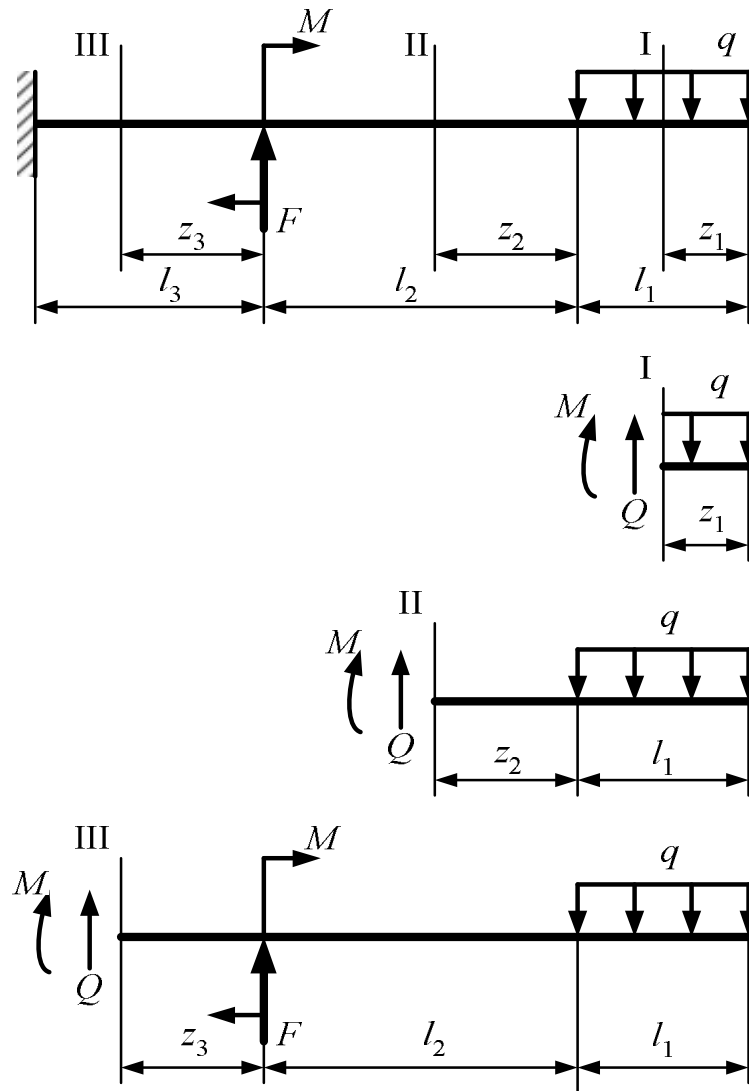 III M II I q
F
z3 z2 z1
l3 l2 l1
I q
M
Q z1
II
M q
Q z2 l1
III M q
M
Q F
z3 l2 l1